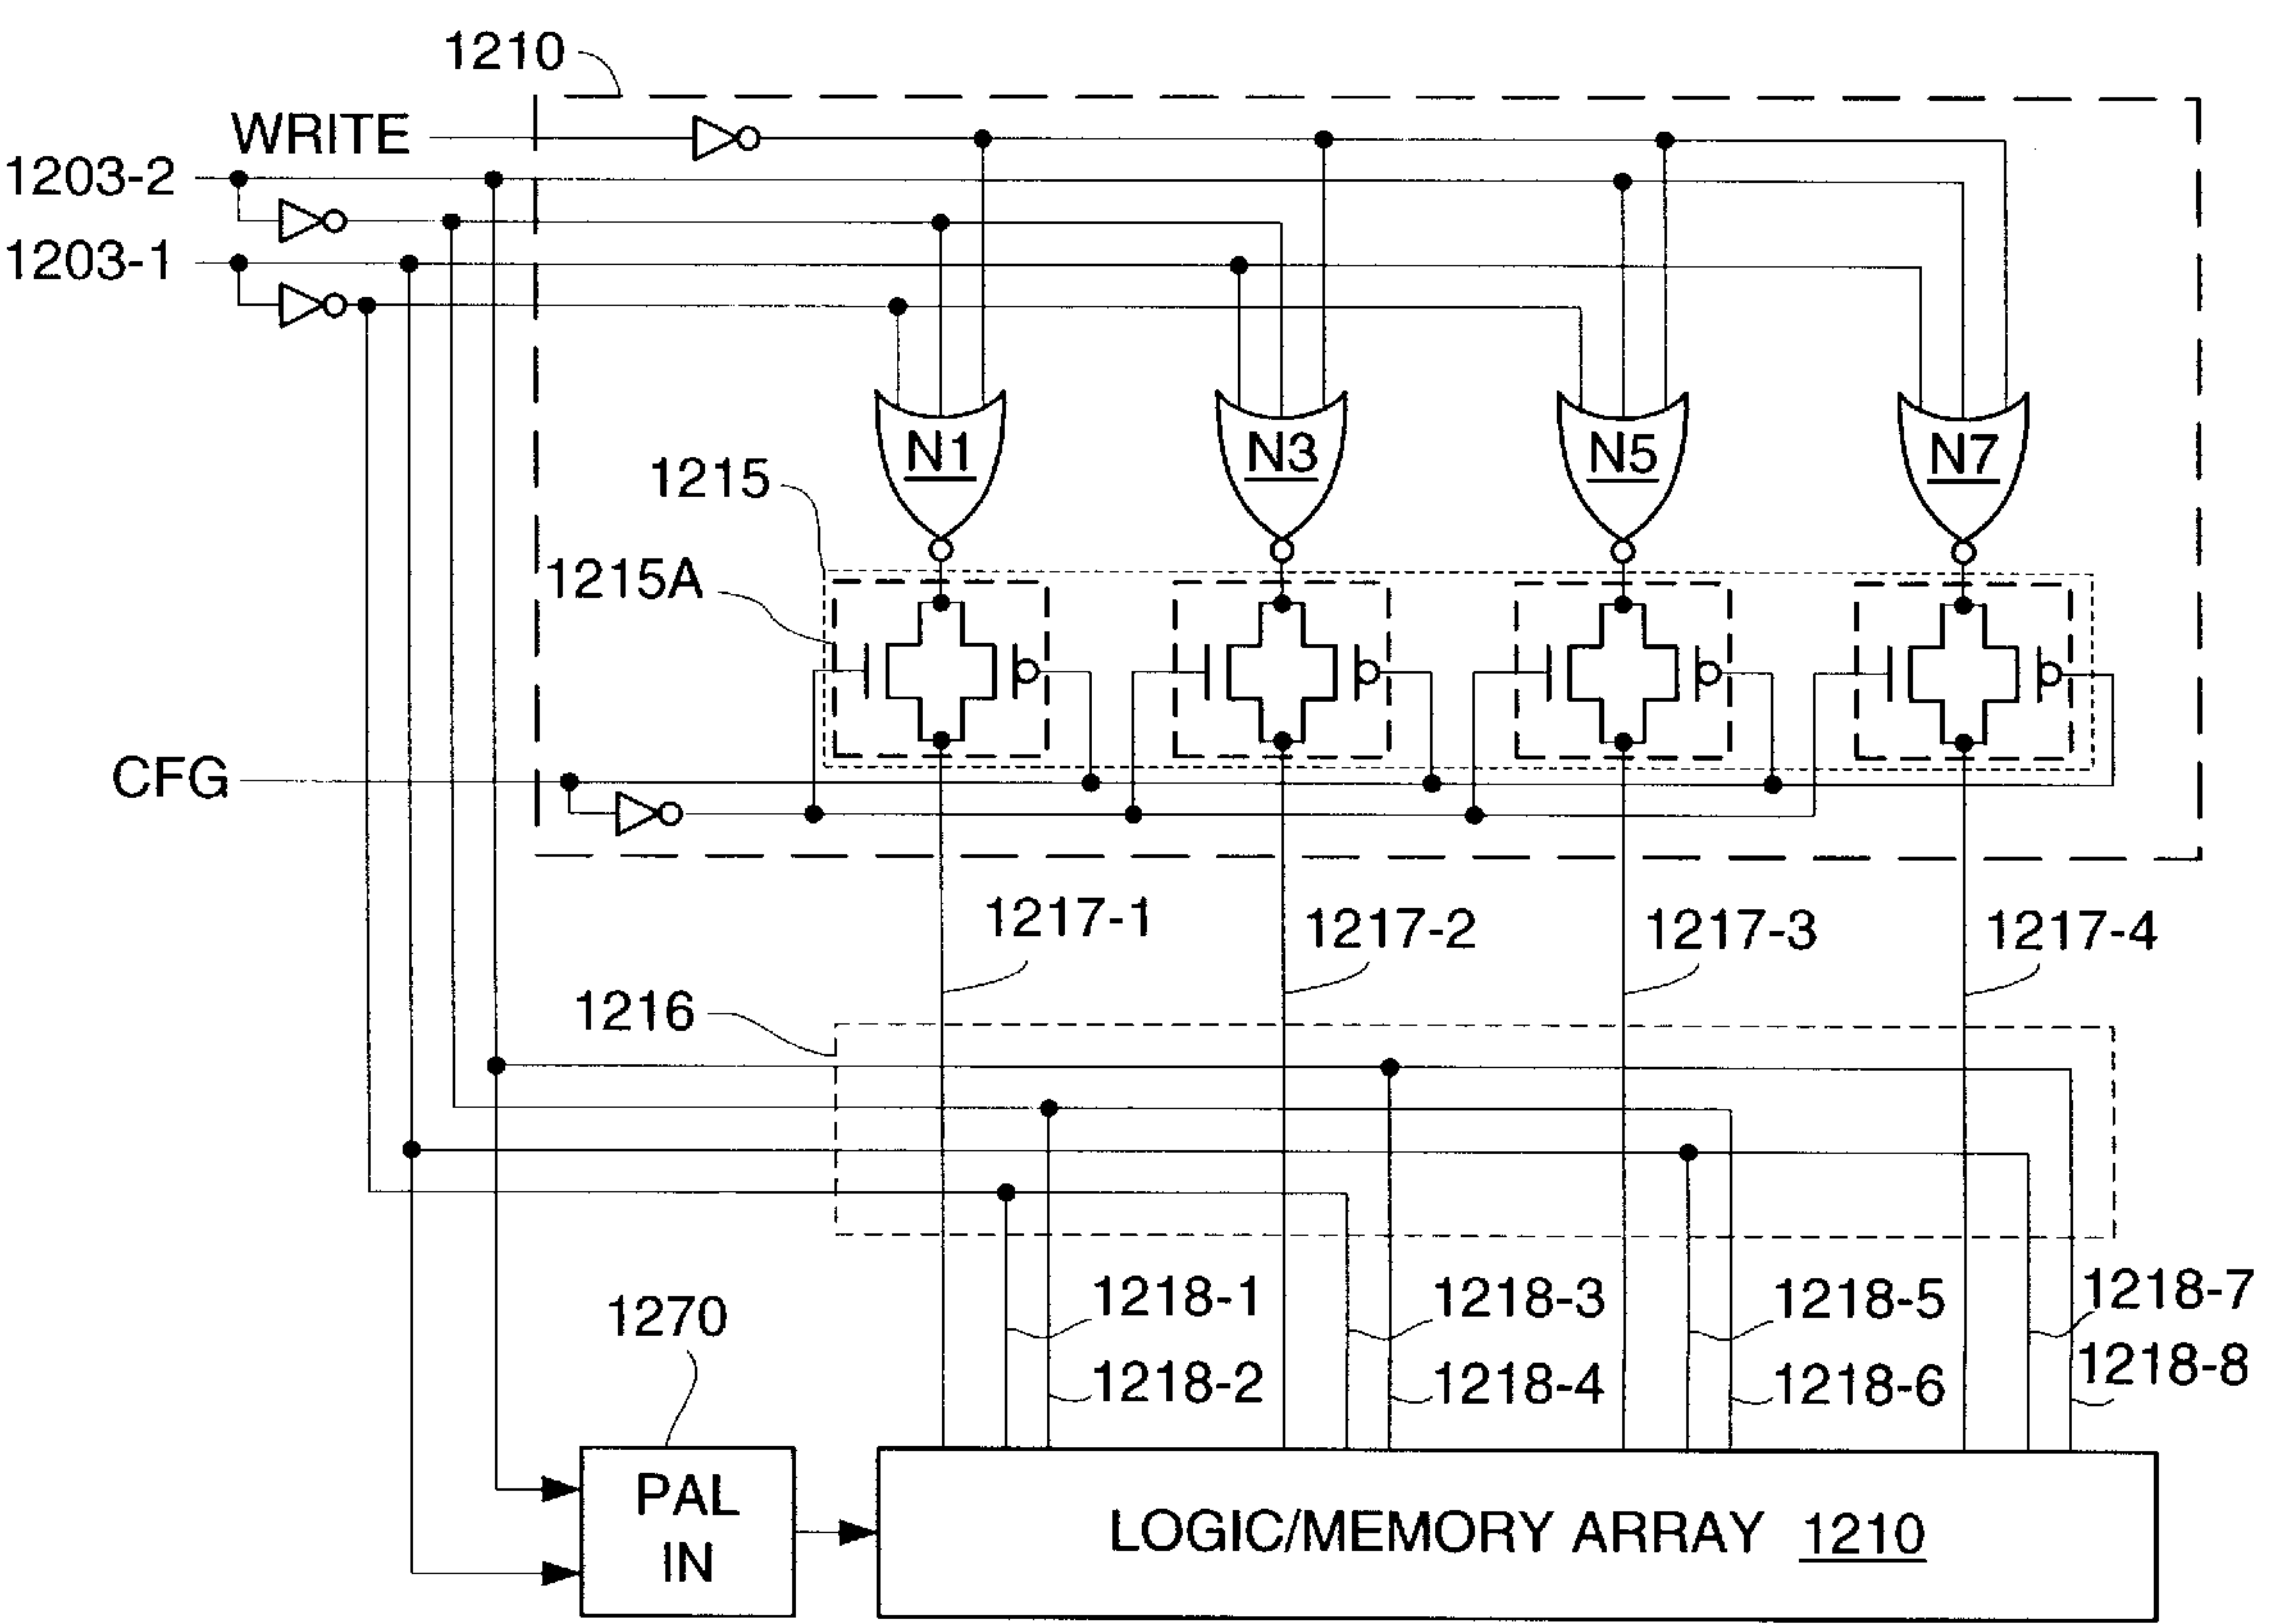 1210
WRITE
1203-2
1203-1
N1 N3 N5 N7
1215
1215A
CFG
1217-1 1217-2 1217-3 1217-4
1216
1218-1 1218-3 1218-5 1218-7
1218-2 1218-4 1218-6 1218-8
1270
PAL
IN
LOGIC/MEMORY ARRAY 1210